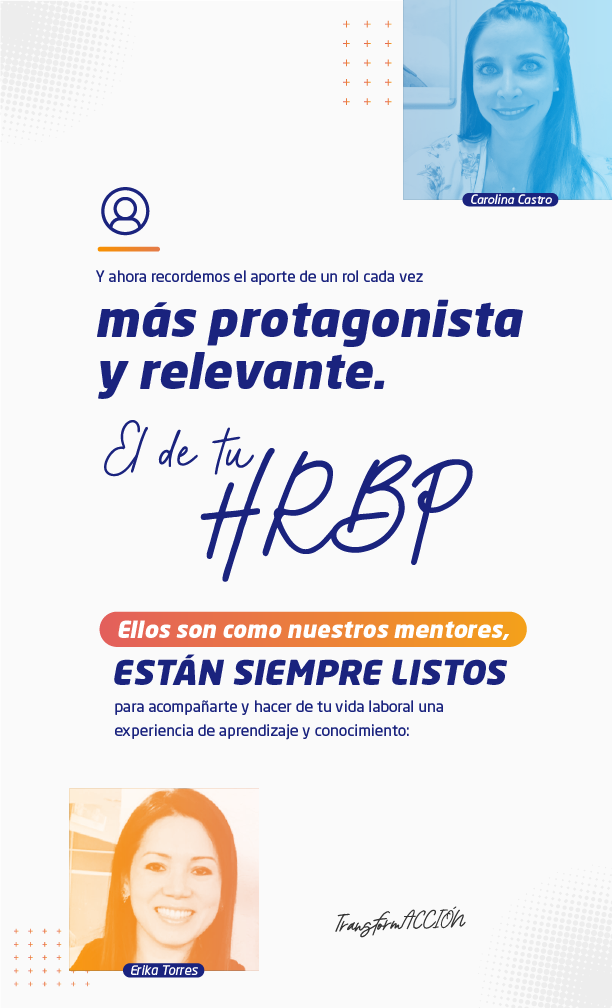 Carolina Castro
Y ahora recordemos el aporte de un rol cada vez
más protagonista
y relevante.
El de tu
HRBP
Ellos son como nuestros mentores,
ESTÁN SIEMPRE LISTOS
para acompañarte y hacer de tu vida laboral una
experiencia de aprendizaje y conocimiento:
TransformACCIÓN
Erika Torres